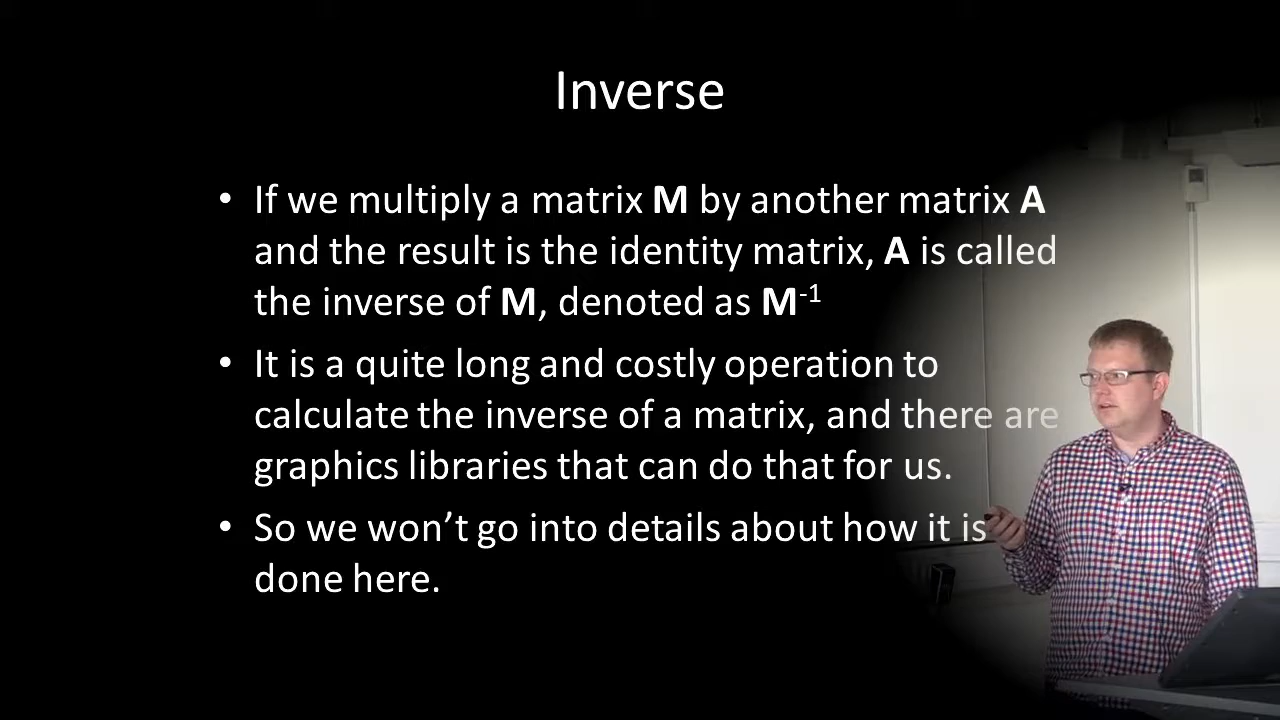 Inverse
• If we multiply a matrix M by another matrix A
and the result is the identity matrix, A is called
the inverse of M, denoted as M⁻¹
• It is a quite long and costly operation to
calculate the inverse of a matrix, and there are
graphics libraries that can do that for us.
• So we won’t go into details about how it is
done here.